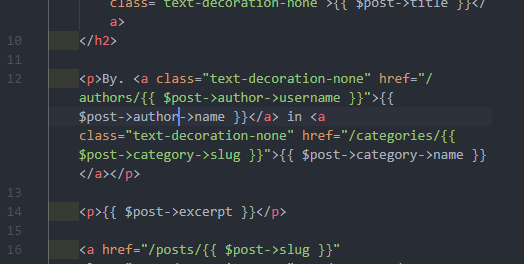 class="text-decoration-none">{{ $post->title }}</
a>
10 </h2>
11
12 <p>By. <a class="text-decoration-none" href="/
authors/{{ $post->author->username }}">{{
$post->author->name }}</a> in <a
class="text-decoration-none" href="/categories/{{
$post->category->slug }}">{{ $post->category->name }}
</a></p>
13
14 <p>{{ $post->excerpt }}</p>
15
16 <a href="/posts/{{ $post->slug }}"